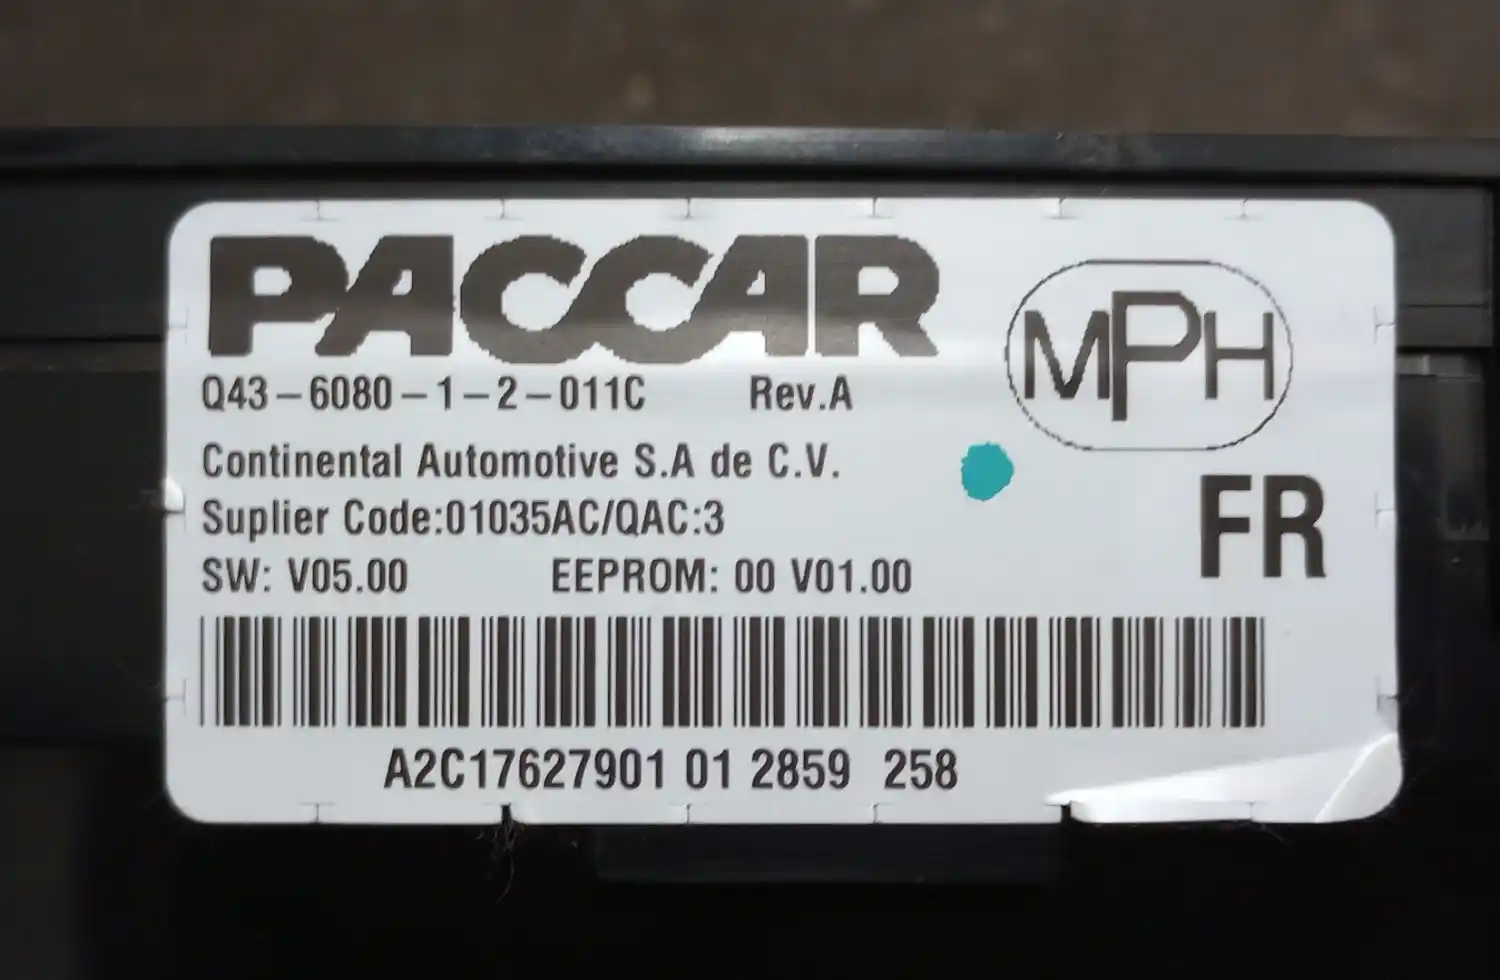 PACCAR
MPH
Q43-6080-1-2-011C Rev.A
Continental Automotive S.A de C.V.
Suplier Code:01035AC/QAC:3
FR
SW: V05.00 EEPROM: 00 V01.00
A2C17627901 01 2859 258